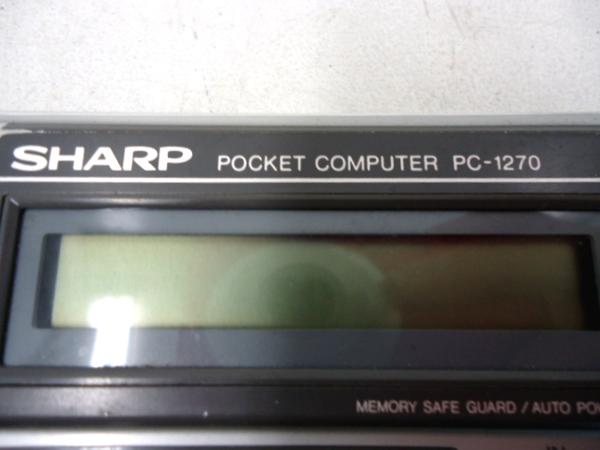 SHARP POCKET COMPUTER PC-1270
MEMORY SAFE GUARD / AUTO